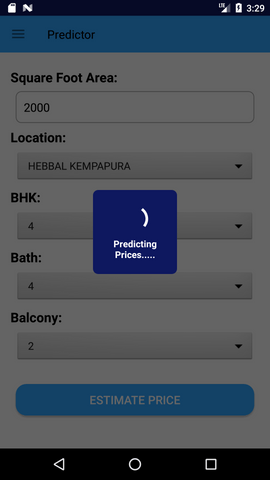 LTE 3:29
Predictor
Square Foot Area:
2000
Location:
HEBBAL KEMPAPURA
BHK:
4
Predicting
Prices.....
Bath:
4
Balcony:
2
ESTIMATE PRICE